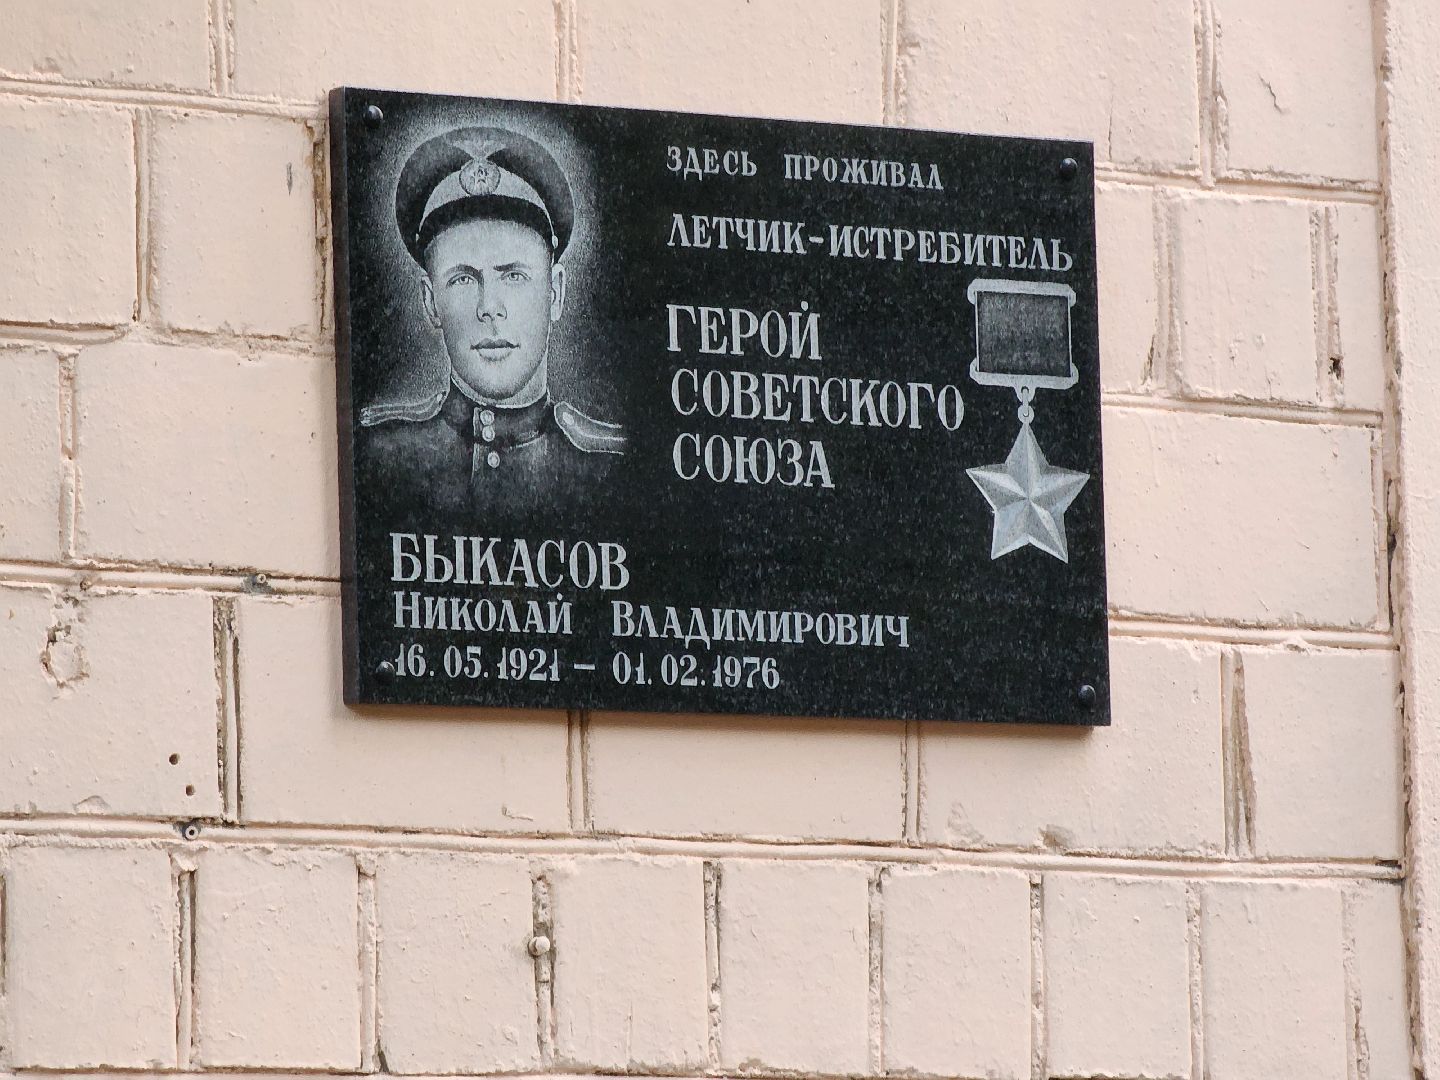 ЗДЕСЬ ПРОЖИВАЛ
ЛЕТЧИК-ИСТРЕБИТЕЛЬ
ГЕРОЙ
СОВЕТСКОГО
СОЮЗА
БЫКАСОВ
НИКОЛАЙ ВЛАДИМИРОВИЧ
16.05.1921 – 01.02.1976